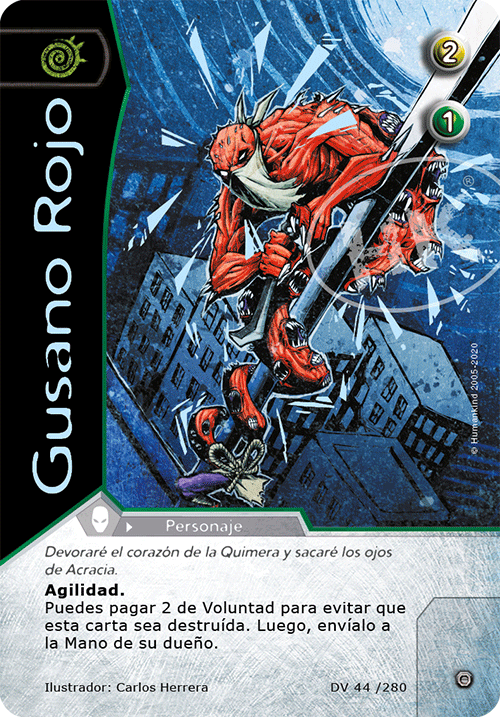 2
1
Gusano Rojo
®
© Humankind 2005-2020
Personaje
Devoraré el corazón de la Quimera y sacaré los ojos
de Acracia.
Agilidad.
Puedes pagar 2 de Voluntad para evitar que
esta carta sea destruída. Luego, envíalo a
la Mano de su dueño.
Ilustrador: Carlos Herrera
DV 44 /280